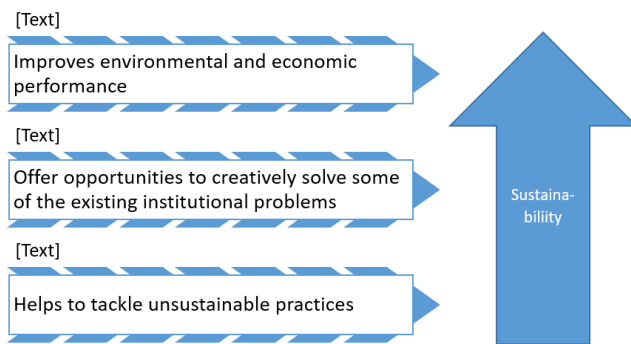 [Text]
Improves environmental and economic
performance
[Text]
Offer opportunities to creatively solve some
of the existing institutional problems
[Text]
Helps to tackle unsustainable practices
Sustaina-
biliity